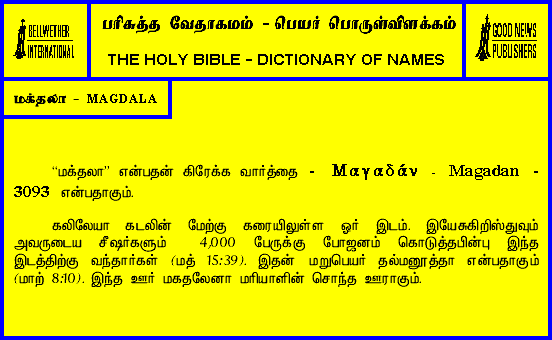 BELLWETHER
INTERNATIONAL
பரிசுத்த வேதாகமம் - பெயர் பொருள்விளக்கம்
THE HOLY BIBLE - DICTIONARY OF NAMES
GOOD NEWS
PUBLISHERS
மக்தலா - MAGDALA
“மக்தலா” என்பதன் கிரேக்க வார்த்தை - Μαγαδάν - Magadan -
3093 என்பதாகும்.
கலிலேயா கடலின் மேற்கு கரையிலுள்ள ஓர் இடம். இயேசுகிறிஸ்துவும்
அவருடைய சீஷர்களும் 4,000 பேருக்கு போஜனம் கொடுத்தபின்பு இந்த
இடத்திற்கு வந்தார்கள் (மத் 15:39). இதன் மறுபெயர் தல்மனூத்தா என்பதாகும்
(மாற் 8:10). இந்த ஊர் மகதலேனா மரியாளின் சொந்த ஊராகும்.